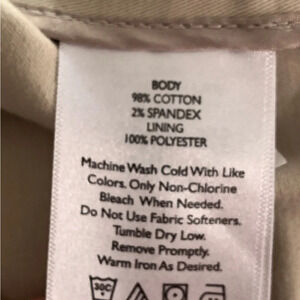 BODY
98% COTTON
2% SPANDEX
LINING
100% POLYESTER
Machine Wash Cold With Like
Colors. Only Non-Chlorine
Bleach When Needed.
Do Not Use Fabric Softeners.
Tumble Dry Low.
Remove Promptly.
Warm Iron As Desired.
30C